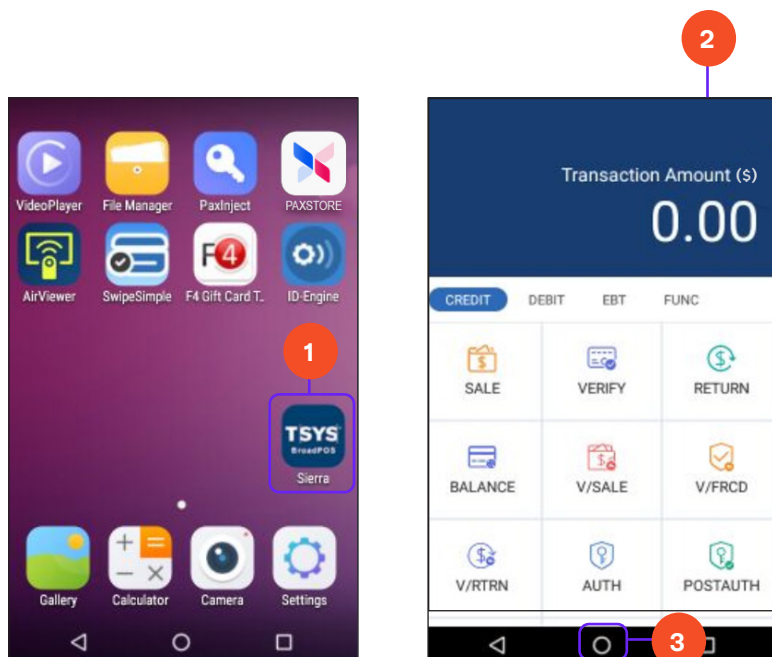 2
Transaction Amount ($)
0.00
VideoPlayer File Manager PaxInject PAXSTORE
F4
AirViewer SwipeSimple F4 Gift Card T.. ID-Engine
1
TSYS
BroadPOS
Sierra
Gallery Calculator Camera Settings
CREDIT DEBIT EBT FUNC
SALE VERIFY RETURN
BALANCE V/SALE V/FRCD
V/RTRN AUTH POSTAUTH
3